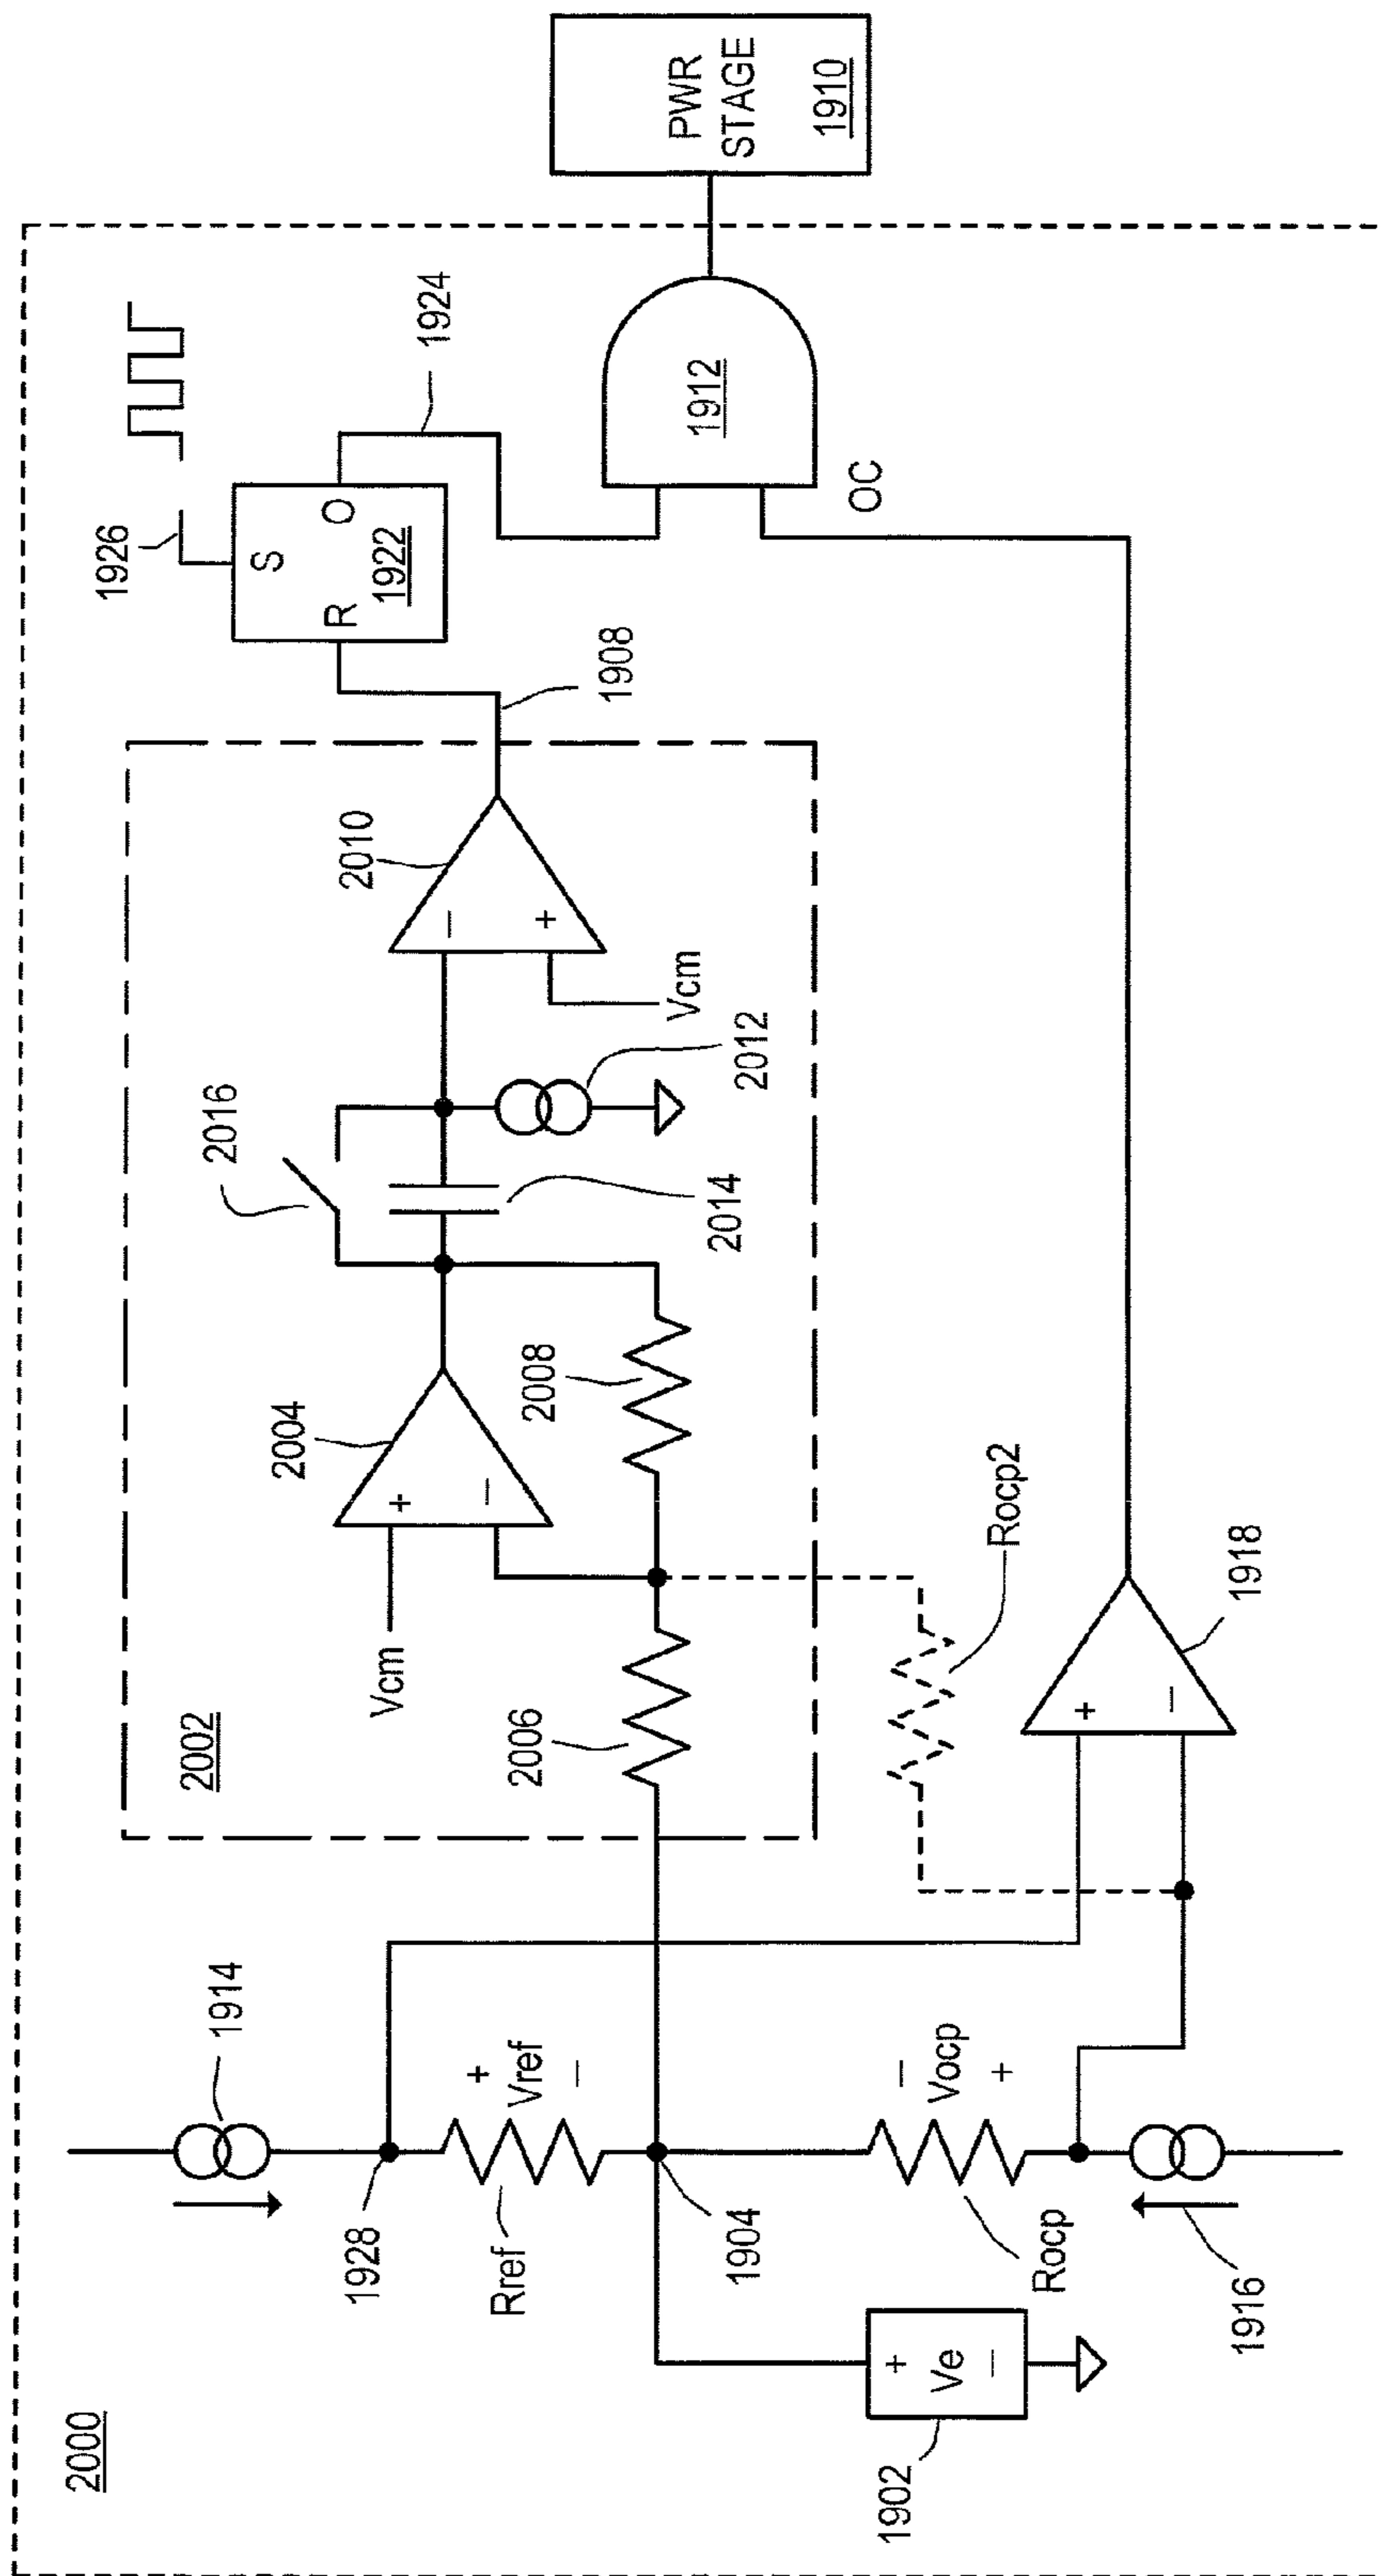 2000
1902
+
Ve
−
1914
1928
Rref
+
Vref
−
1904
−
Vocp
+
Rocp
1916
2002
Vcm
2004
+
−
2006
2008
2016
2014
2012
2010
−
+
Vcm
1908
1926
S
R
O
1922
1924
Rocp2
1918
+
−
OC
1912
PWR
STAGE
1910